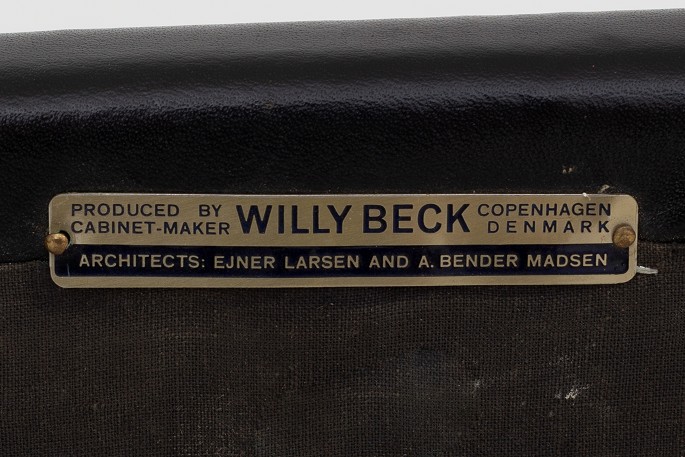 PRODUCED BY CABINET-MAKER WILLY BECK COPENHAGEN DENMARK
ARCHITECTS: EJNER LARSEN AND A. BENDER MADSEN